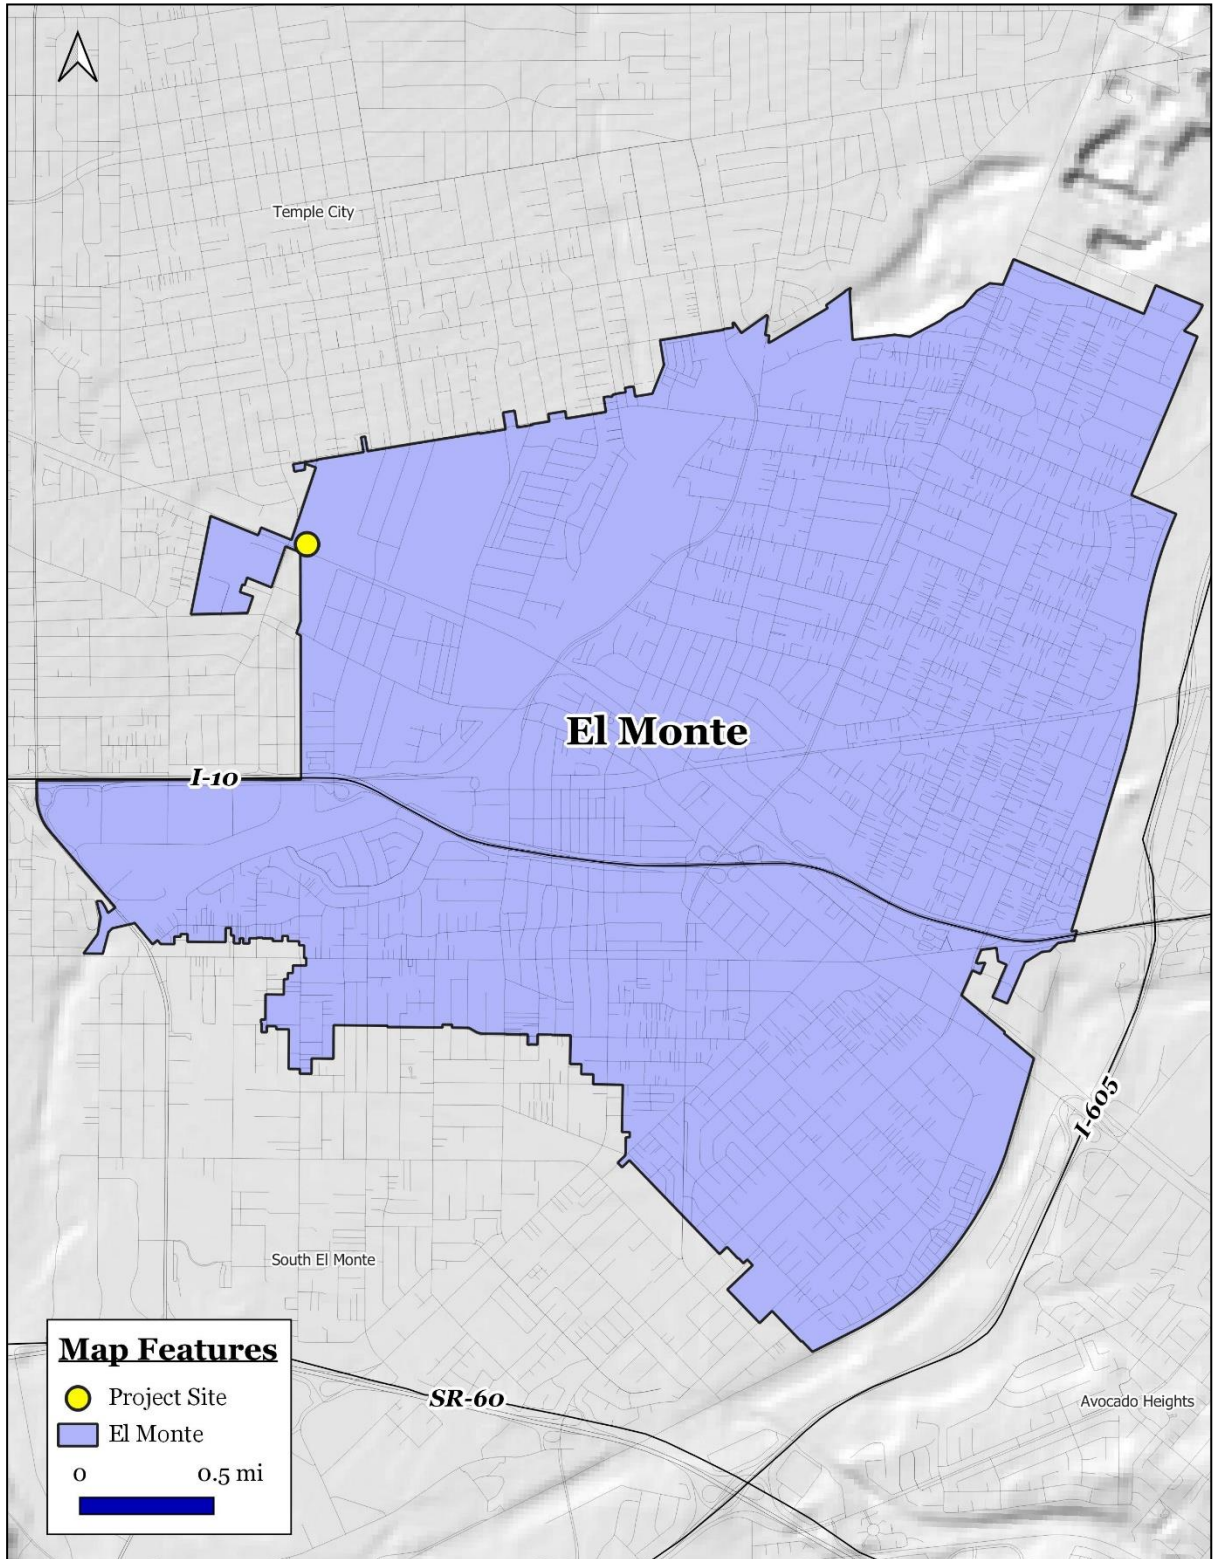 Temple City
El Monte
I-10
I-605
South El Monte
Map Features
Project Site
El Monte
0 0.5 mi
SR-60
Avocado Heights